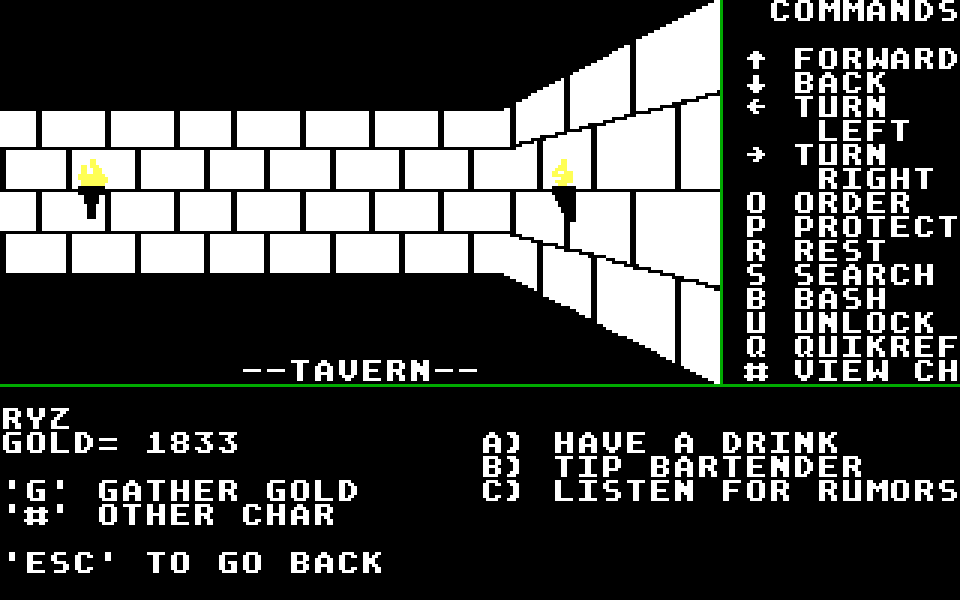 COMMANDS
↑ FORWARD
↓ BACK
← TURN
LEFT
→ TURN
RIGHT
O ORDER
P PROTECT
R REST
S SEARCH
B BASH
U UNLOCK
Q QUIKREF
# VIEW CH
--TAVERN--
RYZ
GOLD= 1833
'G' GATHER GOLD
'#' OTHER CHAR
'ESC' TO GO BACK
A) HAVE A DRINK
B) TIP BARTENDER
C) LISTEN FOR RUMORS